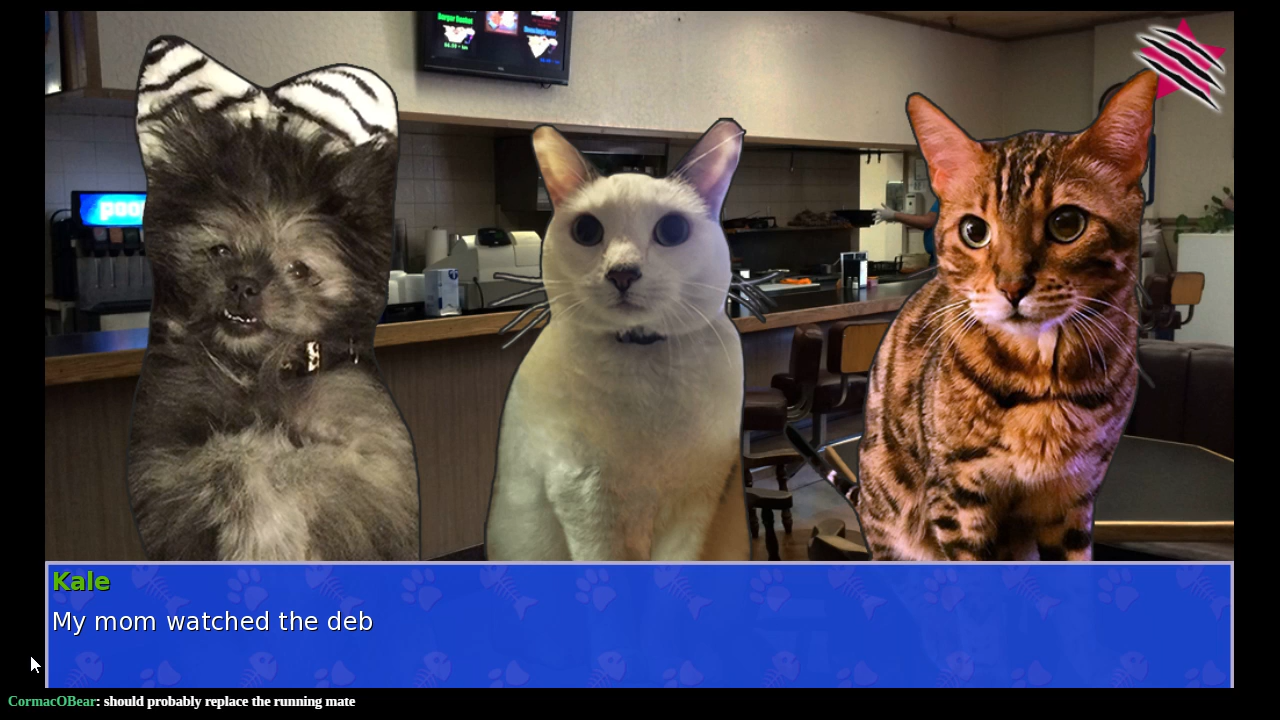 Kale
My mom watched the deb
CormacOBear: should probably replace the running mate